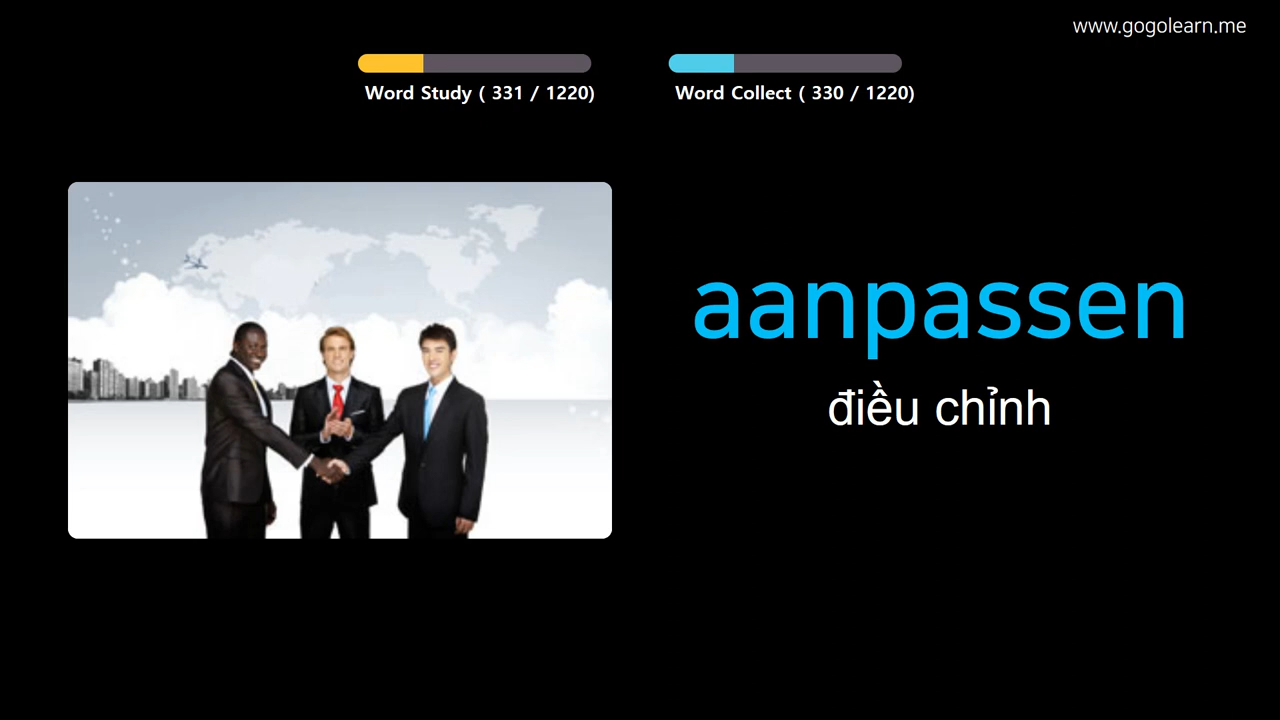 www.gogolearn.me
Word Study ( 331 / 1220)
Word Collect ( 330 / 1220)
aanpassen
điều chỉnh